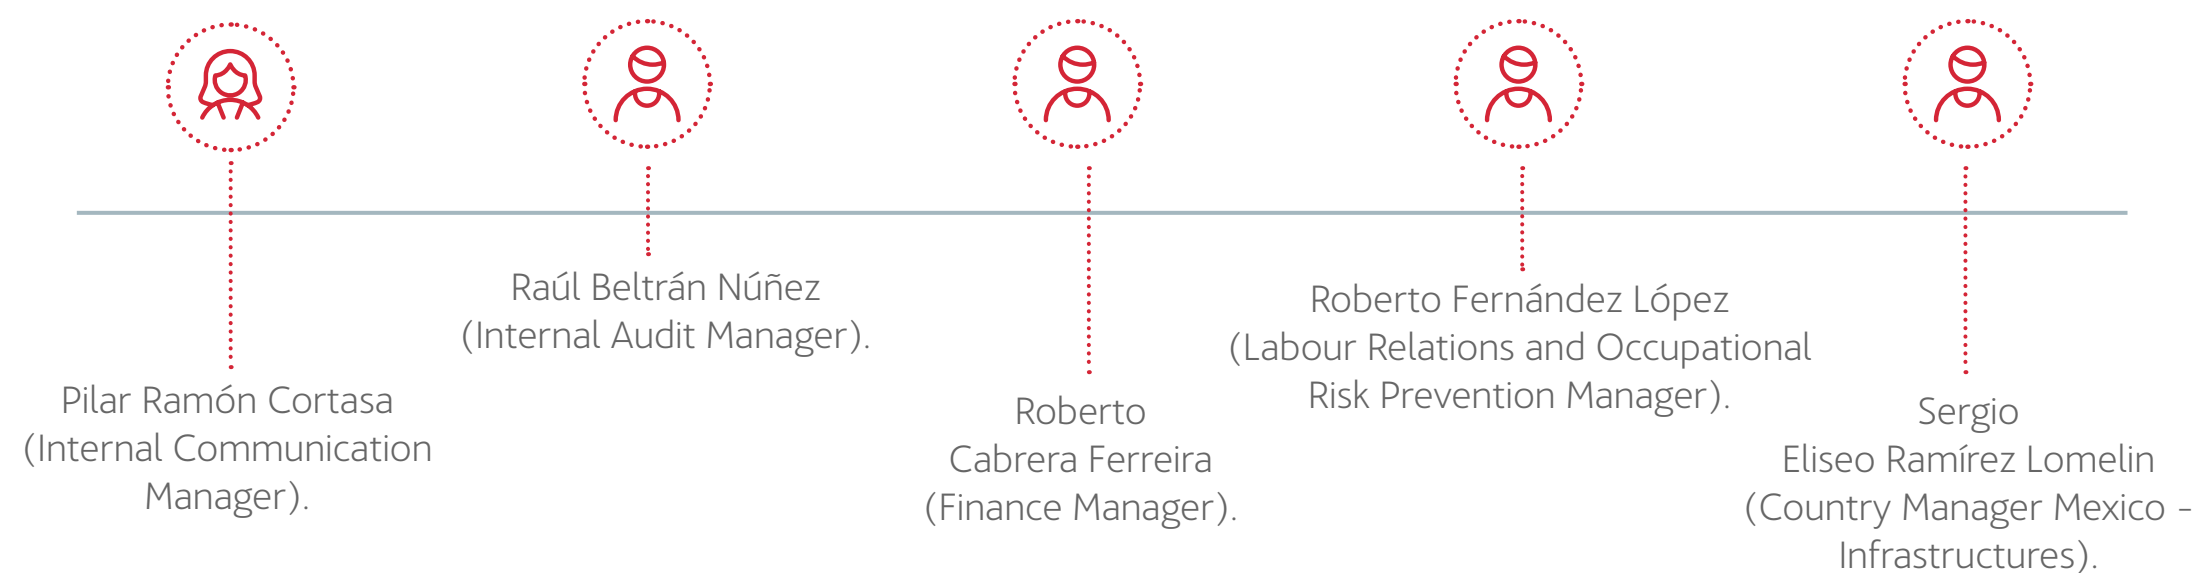 Pilar Ramón Cortasa
(Internal Communication
Manager).
Raúl Beltrán Núñez
(Internal Audit Manager).
Roberto
Cabrera Ferreira
(Finance Manager).
Roberto Fernández López
(Labour Relations and Occupational
Risk Prevention Manager).
Sergio
Eliseo Ramírez Lomelin
(Country Manager Mexico -
Infrastructures).